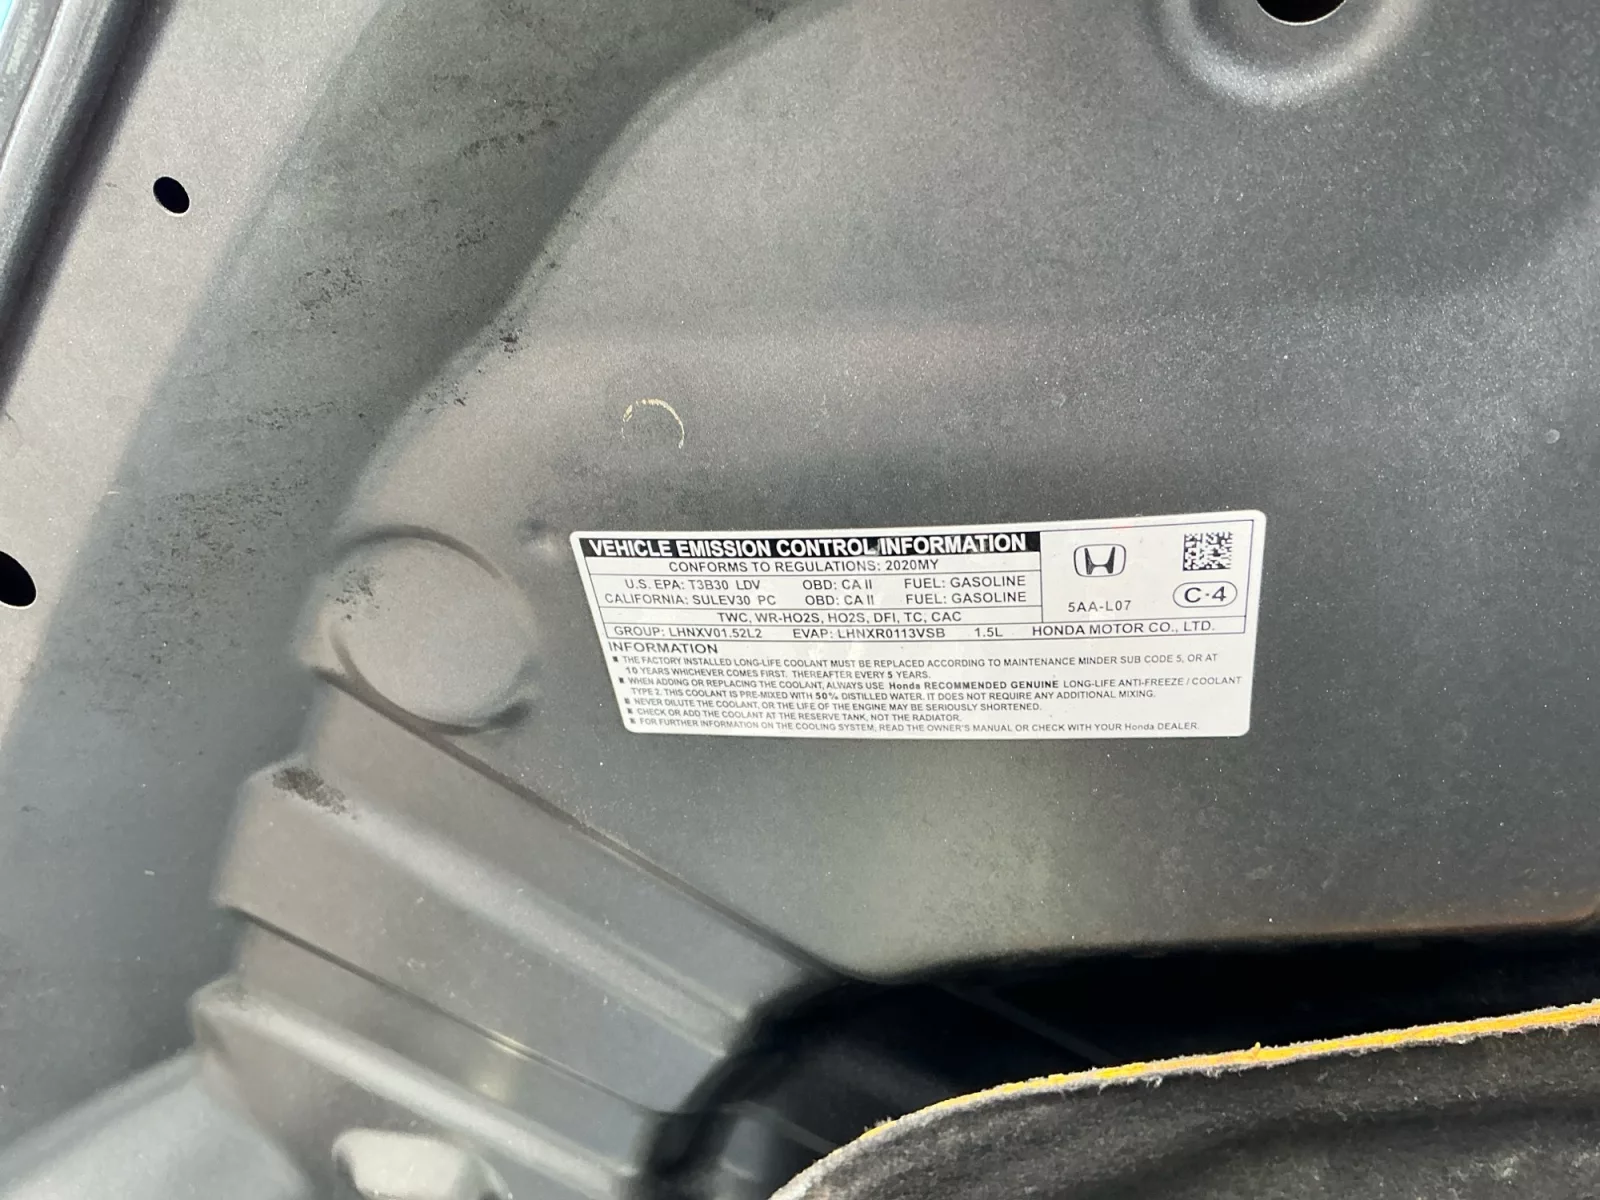 VEHICLE EMISSION CONTROL INFORMATION
CONFORMS TO REGULATIONS: 2020MY
U.S. EPA: T3B30 LDV OBD: CA II FUEL: GASOLINE
CALIFORNIA: SULEV30 PC OBD: CA II FUEL: GASOLINE
TWC, WR-HO2S, HO2S, DFI, TC, CAC
GROUP: LHNXV01.52L2 EVAP: LHNXR0113VSB 1.5L HONDA MOTOR CO., LTD.
5AA-L07
C-4
INFORMATION
■ THE FACTORY INSTALLED LONG-LIFE COOLANT MUST BE REPLACED ACCORDING TO MAINTENANCE MINDER SUB CODE 5, OR AT
10 YEARS WHICHEVER COMES FIRST. THEREAFTER EVERY 5 YEARS.
■ WHEN ADDING OR REPLACING THE COOLANT, ALWAYS USE Honda RECOMMENDED GENUINE LONG-LIFE ANTI-FREEZE / COOLANT
TYPE 2. THIS COOLANT IS PRE-MIXED WITH 50% DISTILLED WATER. IT DOES NOT REQUIRE ANY ADDITIONAL MIXING.
■ NEVER DILUTE THE COOLANT, OR THE LIFE OF THE ENGINE MAY BE SERIOUSLY SHORTENED.
■ CHECK OR ADD THE COOLANT AT THE RESERVE TANK, NOT THE RADIATOR.
■ FOR FURTHER INFORMATION ON THE COOLING SYSTEM, READ THE OWNER'S MANUAL OR CHECK WITH YOUR Honda DEALER.